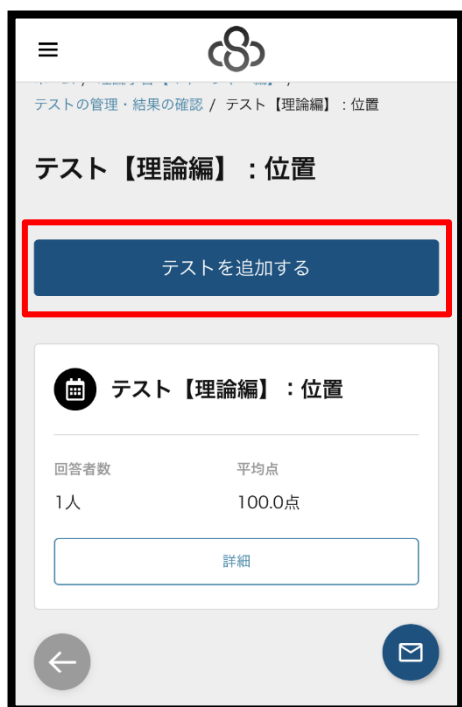 テストの管理・結果の確認 / テスト【理論編】：位置
テスト【理論編】：位置
テストを追加する
テスト【理論編】：位置
回答者数
平均点
1人
100.0点
詳細